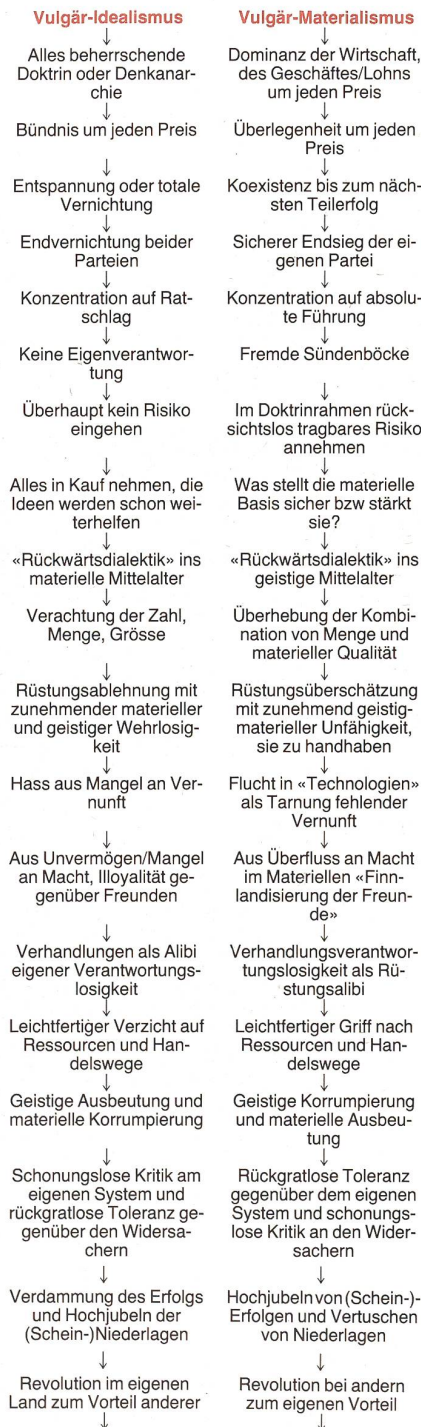 Vulgär-Idealismus
↓
Alles beherrschende
Doktrin oder Denkanar-
chie
↓
Bündnis um jeden Preis
↓
Entspannung oder totale
Vernichtung
↓
Endvernichtung beider
Parteien
↓
Konzentration auf Rat-
schlag
↓
Keine Eigenverantwor-
tung
↓
Überhaupt kein Risiko
eingehen
↓
Alles in Kauf nehmen, die
Ideen werden schon wei-
terhelfen
↓
«Rückwärtsdialektik» ins
materielle Mittelalter
↓
Verachtung der Zahl,
Menge, Grösse
↓
Rüstungsablehnung mit
zunehmender materieller
und geistiger Wehrlosig-
keit
↓
Hass aus Mangel an Ver-
nunft
↓
Aus Unvermögen/Mangel
an Macht, Illoyalität ge-
genüber Freunden
↓
Verhandlungen als Alibi
eigener Verantwortungs-
losigkeit
↓
Leichtfertiger Verzicht auf
Ressourcen und Han-
delswege
↓
Geistige Ausbeutung und
materielle Korrumpierung
↓
Schonungslose Kritik am
eigenen System und
rückgratlose Toleranz ge-
genüber den Widersa-
chern
↓
Verdammung des Erfolgs
und Hochjubeln der
(Schein-)Niederlagen
↓
Revolution im eigenen
Land zum Vorteil anderer
↓
Vulgär-Materialismus
↓
Dominanz der Wirtschaft,
des Geschäftes/Lohns
um jeden Preis
↓
Überlegenheit um jeden
Preis
↓
Koexistenz bis zum näch-
sten Teilerfolg
↓
Sicherer Endsieg der ei-
genen Partei
↓
Konzentration auf absolu-
te Führung
↓
Fremde Sündenböcke
↓
Im Doktrinrahmen rück-
sichtslos tragbares Risiko
annehmen
↓
Was stellt die materielle
Basis sicher bzw stärkt
sie?
↓
«Rückwärtsdialektik» ins
geistige Mittelalter
↓
Überhebung der Kombi-
nation von Menge und
materieller Qualität
↓
Rüstungsüberschätzung
mit zunehmend geistig-
materieller Unfähigkeit,
sie zu handhaben
↓
Flucht in «Technologien»
als Tarnung fehlender
Vernunft
↓
Aus Überfluss an Macht
im Materiellen «Finn-
landisierung der Freun-
de»
↓
Verhandlungsverantwor-
tungslosigkeit als Rü-
stungsalibi
↓
Leichtfertiger Griff nach
Ressourcen und Han-
delswege
↓
Geistige Korrumpierung
und materielle Ausbeu-
tung
↓
Rückgratlose Toleranz
gegenüber dem eigenen
System und schonungs-
lose Kritik an den Wider-
sachern
↓
Hochjubeln von (Schein-)-
Erfolgen und Vertuschen
von Niederlagen
↓
Revolution bei andern
zum eigenen Vorteil
↓